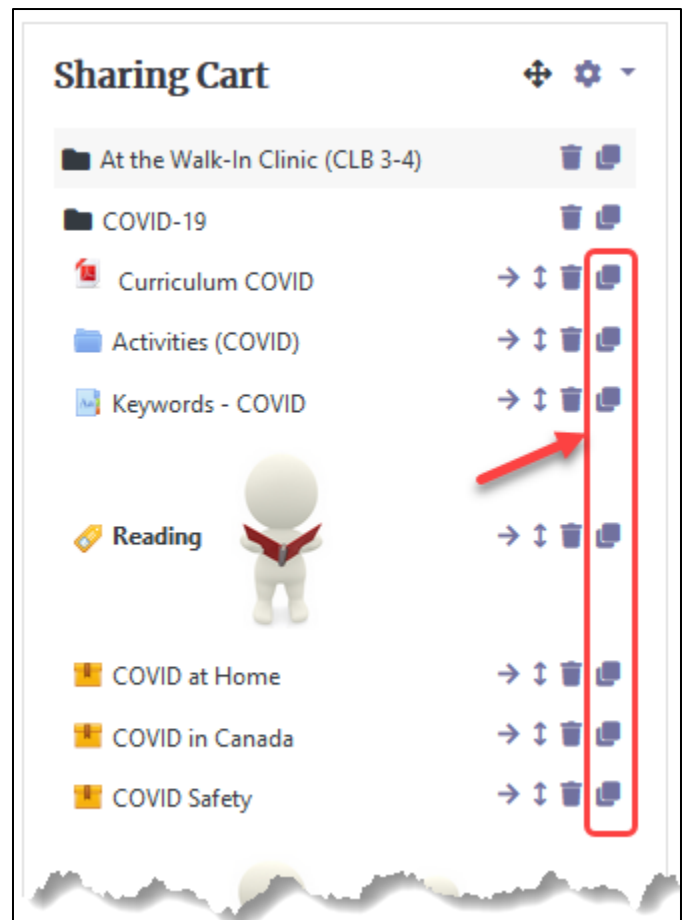 Sharing Cart
At the Walk-In Clinic (CLB 3-4)
COVID-19
Curriculum COVID
Activities (COVID)
Keywords - COVID
Reading
COVID at Home
COVID in Canada
COVID Safety